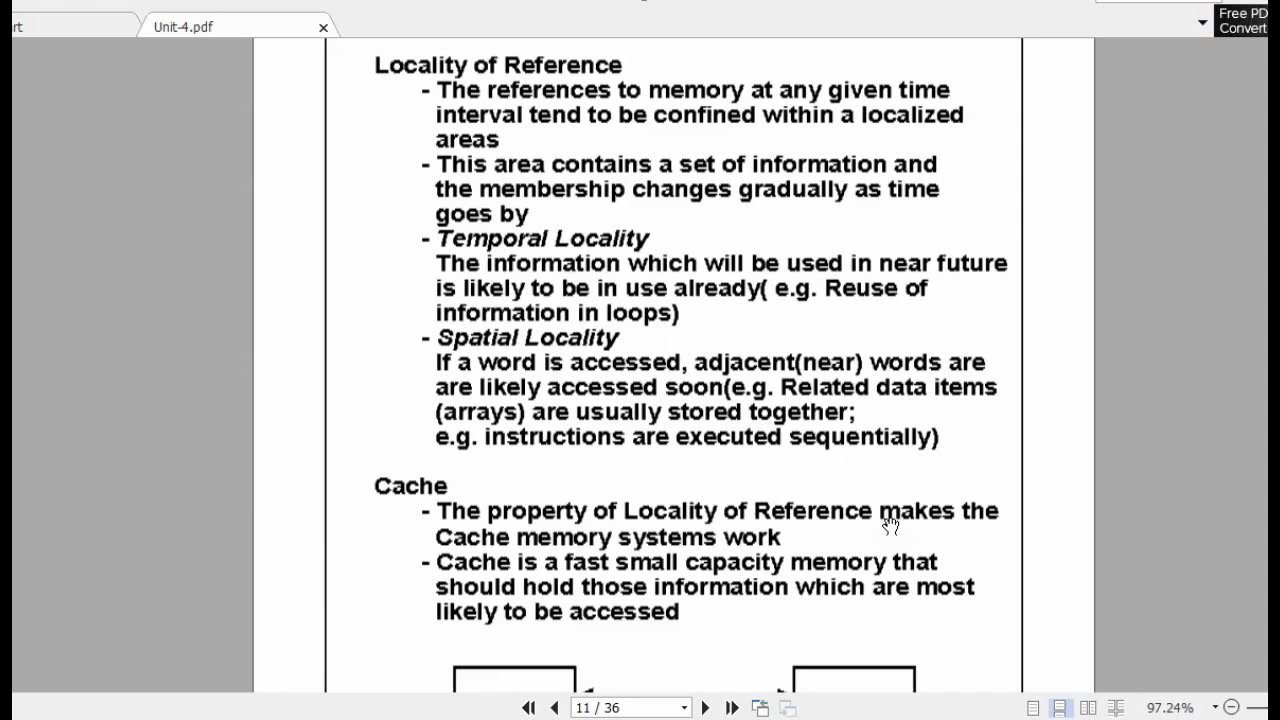 rt
Unit-4.pdf
Free PD
Convert
Locality of Reference
- The references to memory at any given time
interval tend to be confined within a localized
areas
- This area contains a set of information and
the membership changes gradually as time
goes by
- Temporal Locality
The information which will be used in near future
is likely to be in use already( e.g. Reuse of
information in loops)
- Spatial Locality
If a word is accessed, adjacent(near) words are
are likely accessed soon(e.g. Related data items
(arrays) are usually stored together;
e.g. instructions are executed sequentially)
Cache
- The property of Locality of Reference makes the
Cache memory systems work
- Cache is a fast small capacity memory that
should hold those information which are most
likely to be accessed
11 / 36
97.24%